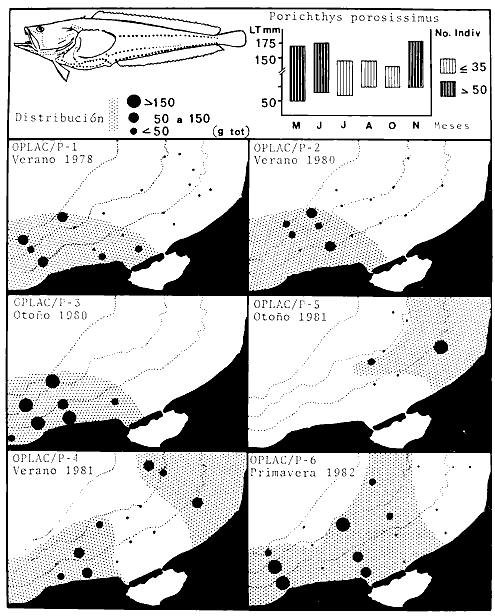 Porichthys porosissimus
LT mm
175
150
50
M J J A O N Meses
No. Indiv
≤ 35
> 50
Distribución
>150
50 a 150
<50 (g tot)
OPLAC/P-1
Verano 1978
OPLAC/P-2
Verano 1980
OPLAC/P-3
Otoño 1980
OPLAC/P-5
Otoño 1981
OPLAC/P-4
Verano 1981
OPLAC/P-6
Primavera 1982